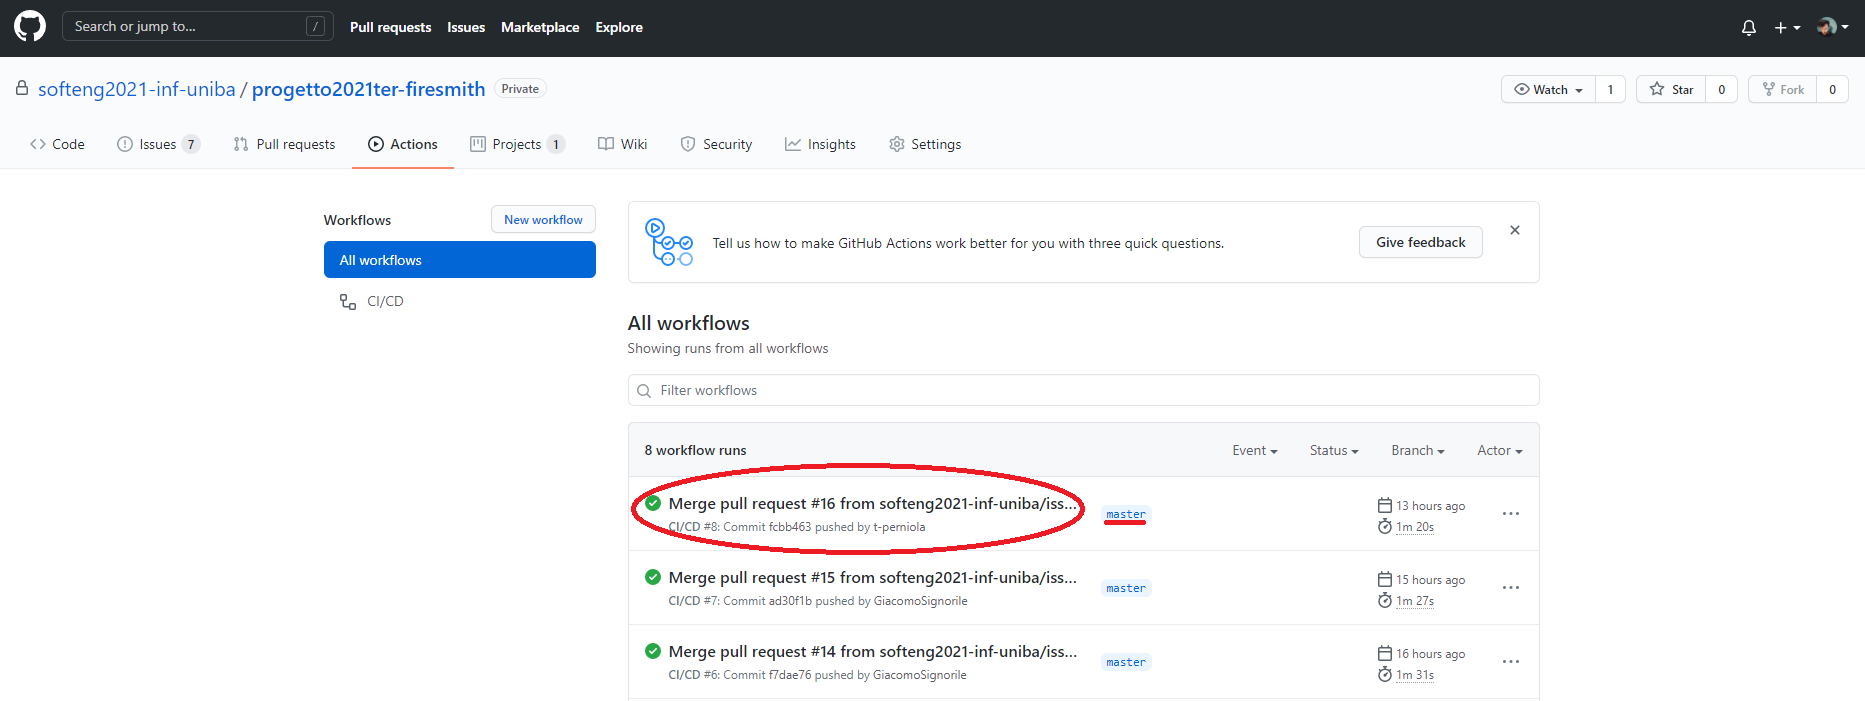 Search or jump to... /
Pull requests Issues Marketplace Explore
softeng2021-inf-uniba / progetto2021ter-firesmith Private
Watch 1 Star 0 Fork 0
Code Issues 7 Pull requests Actions Projects 1 Wiki Security Insights Settings
Workflows New workflow
All workflows
CI/CD
Tell us how to make GitHub Actions work better for you with three quick questions. Give feedback
All workflows
Showing runs from all workflows
Filter workflows
8 workflow runs Event Status Branch Actor
Merge pull request #16 from softeng2021-inf-uniba/iss...
CI/CD #8: Commit fcbb463 pushed by t-perniola
master
13 hours ago
1m 20s
Merge pull request #15 from softeng2021-inf-uniba/iss...
CI/CD #7: Commit ad30f1b pushed by GiacomoSignorile
master
15 hours ago
1m 27s
Merge pull request #14 from softeng2021-inf-uniba/iss...
CI/CD #6: Commit f7dae76 pushed by GiacomoSignorile
master
16 hours ago
1m 31s